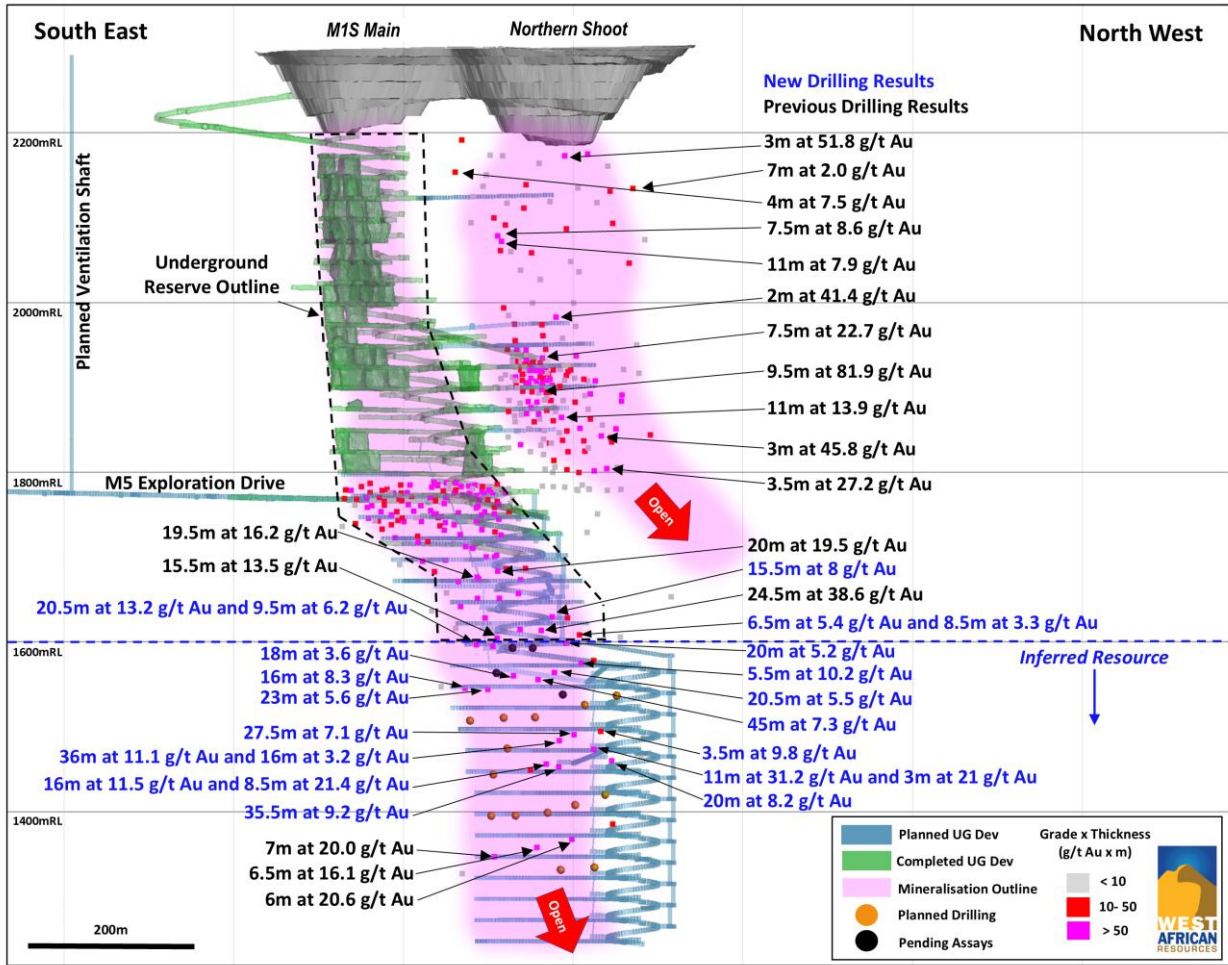 South East
M1S Main
Northern Shoot
North West
New Drilling Results
Previous Drilling Results
2200mRL
3m at 51.8 g/t Au
7m at 2.0 g/t Au
4m at 7.5 g/t Au
7.5m at 8.6 g/t Au
11m at 7.9 g/t Au
Planned Ventilation Shaft
Underground
Reserve Outline
2000mRL
2m at 41.4 g/t Au
7.5m at 22.7 g/t Au
9.5m at 81.9 g/t Au
11m at 13.9 g/t Au
3m at 45.8 g/t Au
1800mRL
M5 Exploration Drive
3.5m at 27.2 g/t Au
Open
19.5m at 16.2 g/t Au
15.5m at 13.5 g/t Au
20.5m at 13.2 g/t Au and 9.5m at 6.2 g/t Au
20m at 19.5 g/t Au
15.5m at 8 g/t Au
24.5m at 38.6 g/t Au
6.5m at 5.4 g/t Au and 8.5m at 3.3 g/t Au
1600mRL
18m at 3.6 g/t Au
16m at 8.3 g/t Au
23m at 5.6 g/t Au
20m at 5.2 g/t Au
5.5m at 10.2 g/t Au
20.5m at 5.5 g/t Au
45m at 7.3 g/t Au
Inferred Resource
27.5m at 7.1 g/t Au
36m at 11.1 g/t Au and 16m at 3.2 g/t Au
16m at 11.5 g/t Au and 8.5m at 21.4 g/t Au
35.5m at 9.2 g/t Au
3.5m at 9.8 g/t Au
11m at 31.2 g/t Au and 3m at 21 g/t Au
20m at 8.2 g/t Au
1400mRL
7m at 20.0 g/t Au
6.5m at 16.1 g/t Au
6m at 20.6 g/t Au
Open
200m
Planned UG Dev
Completed UG Dev
Mineralisation Outline
Planned Drilling
Pending Assays
Grade x Thickness
(g/t Au x m)
< 10
10- 50
> 50
WEST
AFRICAN
RESOURCES